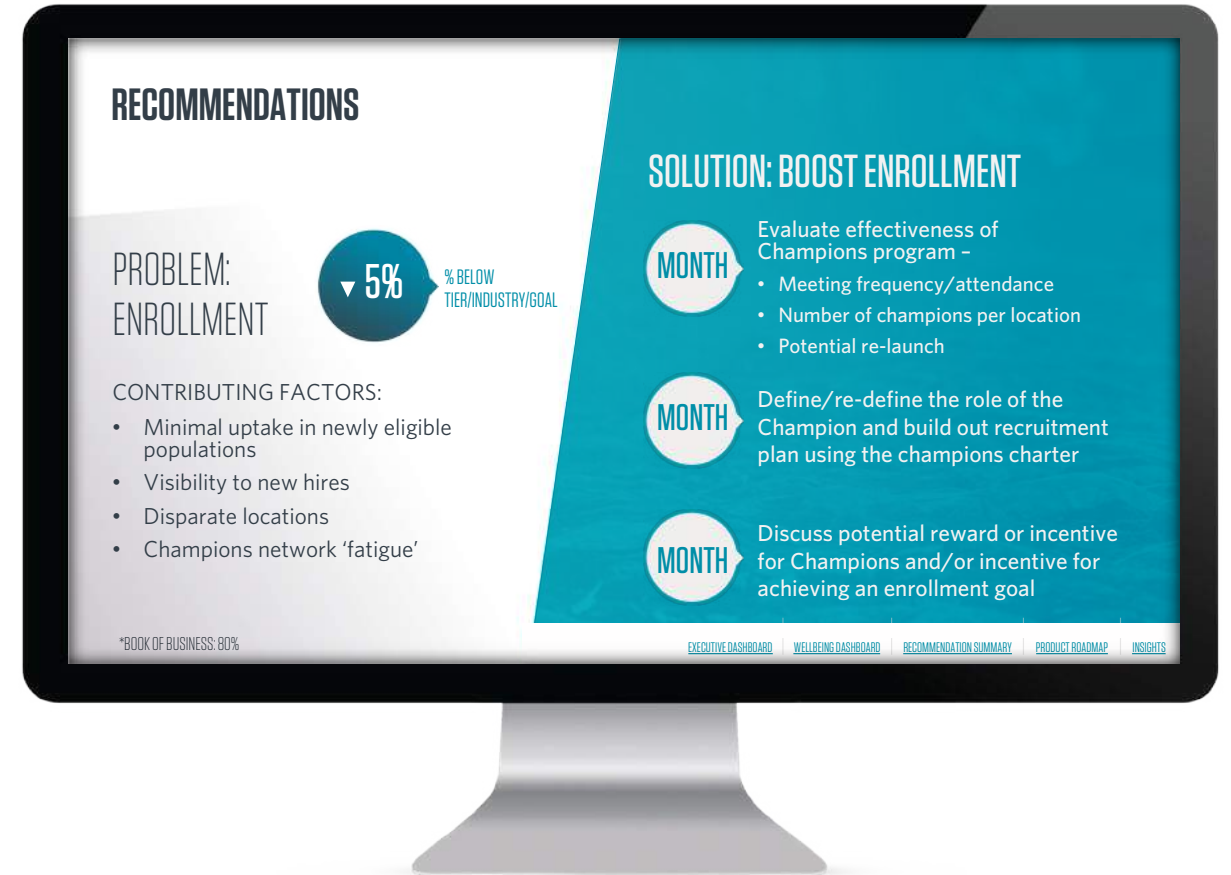 RECOMMENDATIONS
PROBLEM:
ENROLLMENT
▼ 5%
% BELOW
TIER/INDUSTRY/GOAL
CONTRIBUTING FACTORS:
• Minimal uptake in newly eligible
populations
• Visibility to new hires
• Disparate locations
• Champions network ‘fatigue’
*BOOK OF BUSINESS: 80%
SOLUTION: BOOST ENROLLMENT
MONTH
Evaluate effectiveness of
Champions program –
• Meeting frequency/attendance
• Number of champions per location
• Potential re-launch
MONTH
Define/re-define the role of the
Champion and build out recruitment
plan using the champions charter
MONTH
Discuss potential reward or incentive
for Champions and/or incentive for
achieving an enrollment goal
EXECUTIVE DASHBOARD WELLBEING DASHBOARD RECOMMENDATION SUMMARY PRODUCT ROADMAP INSIGHTS